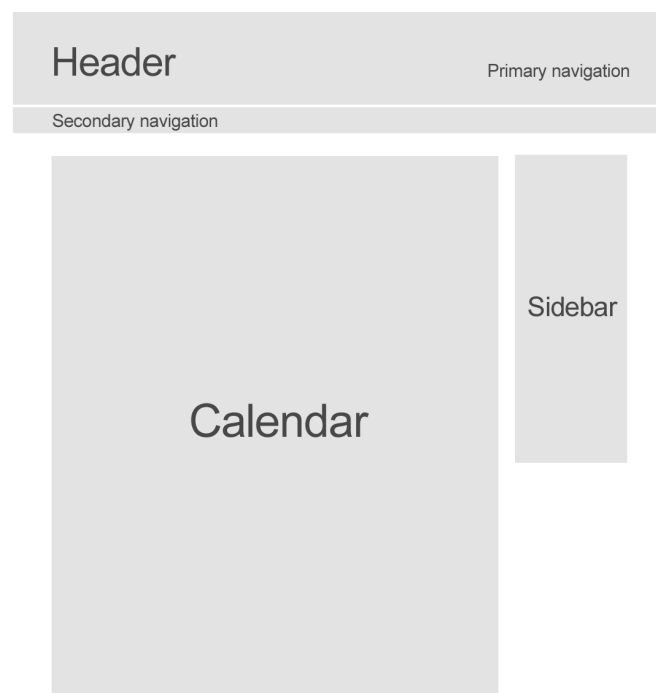 Header
Primary navigation
Secondary navigation
Sidebar
Calendar